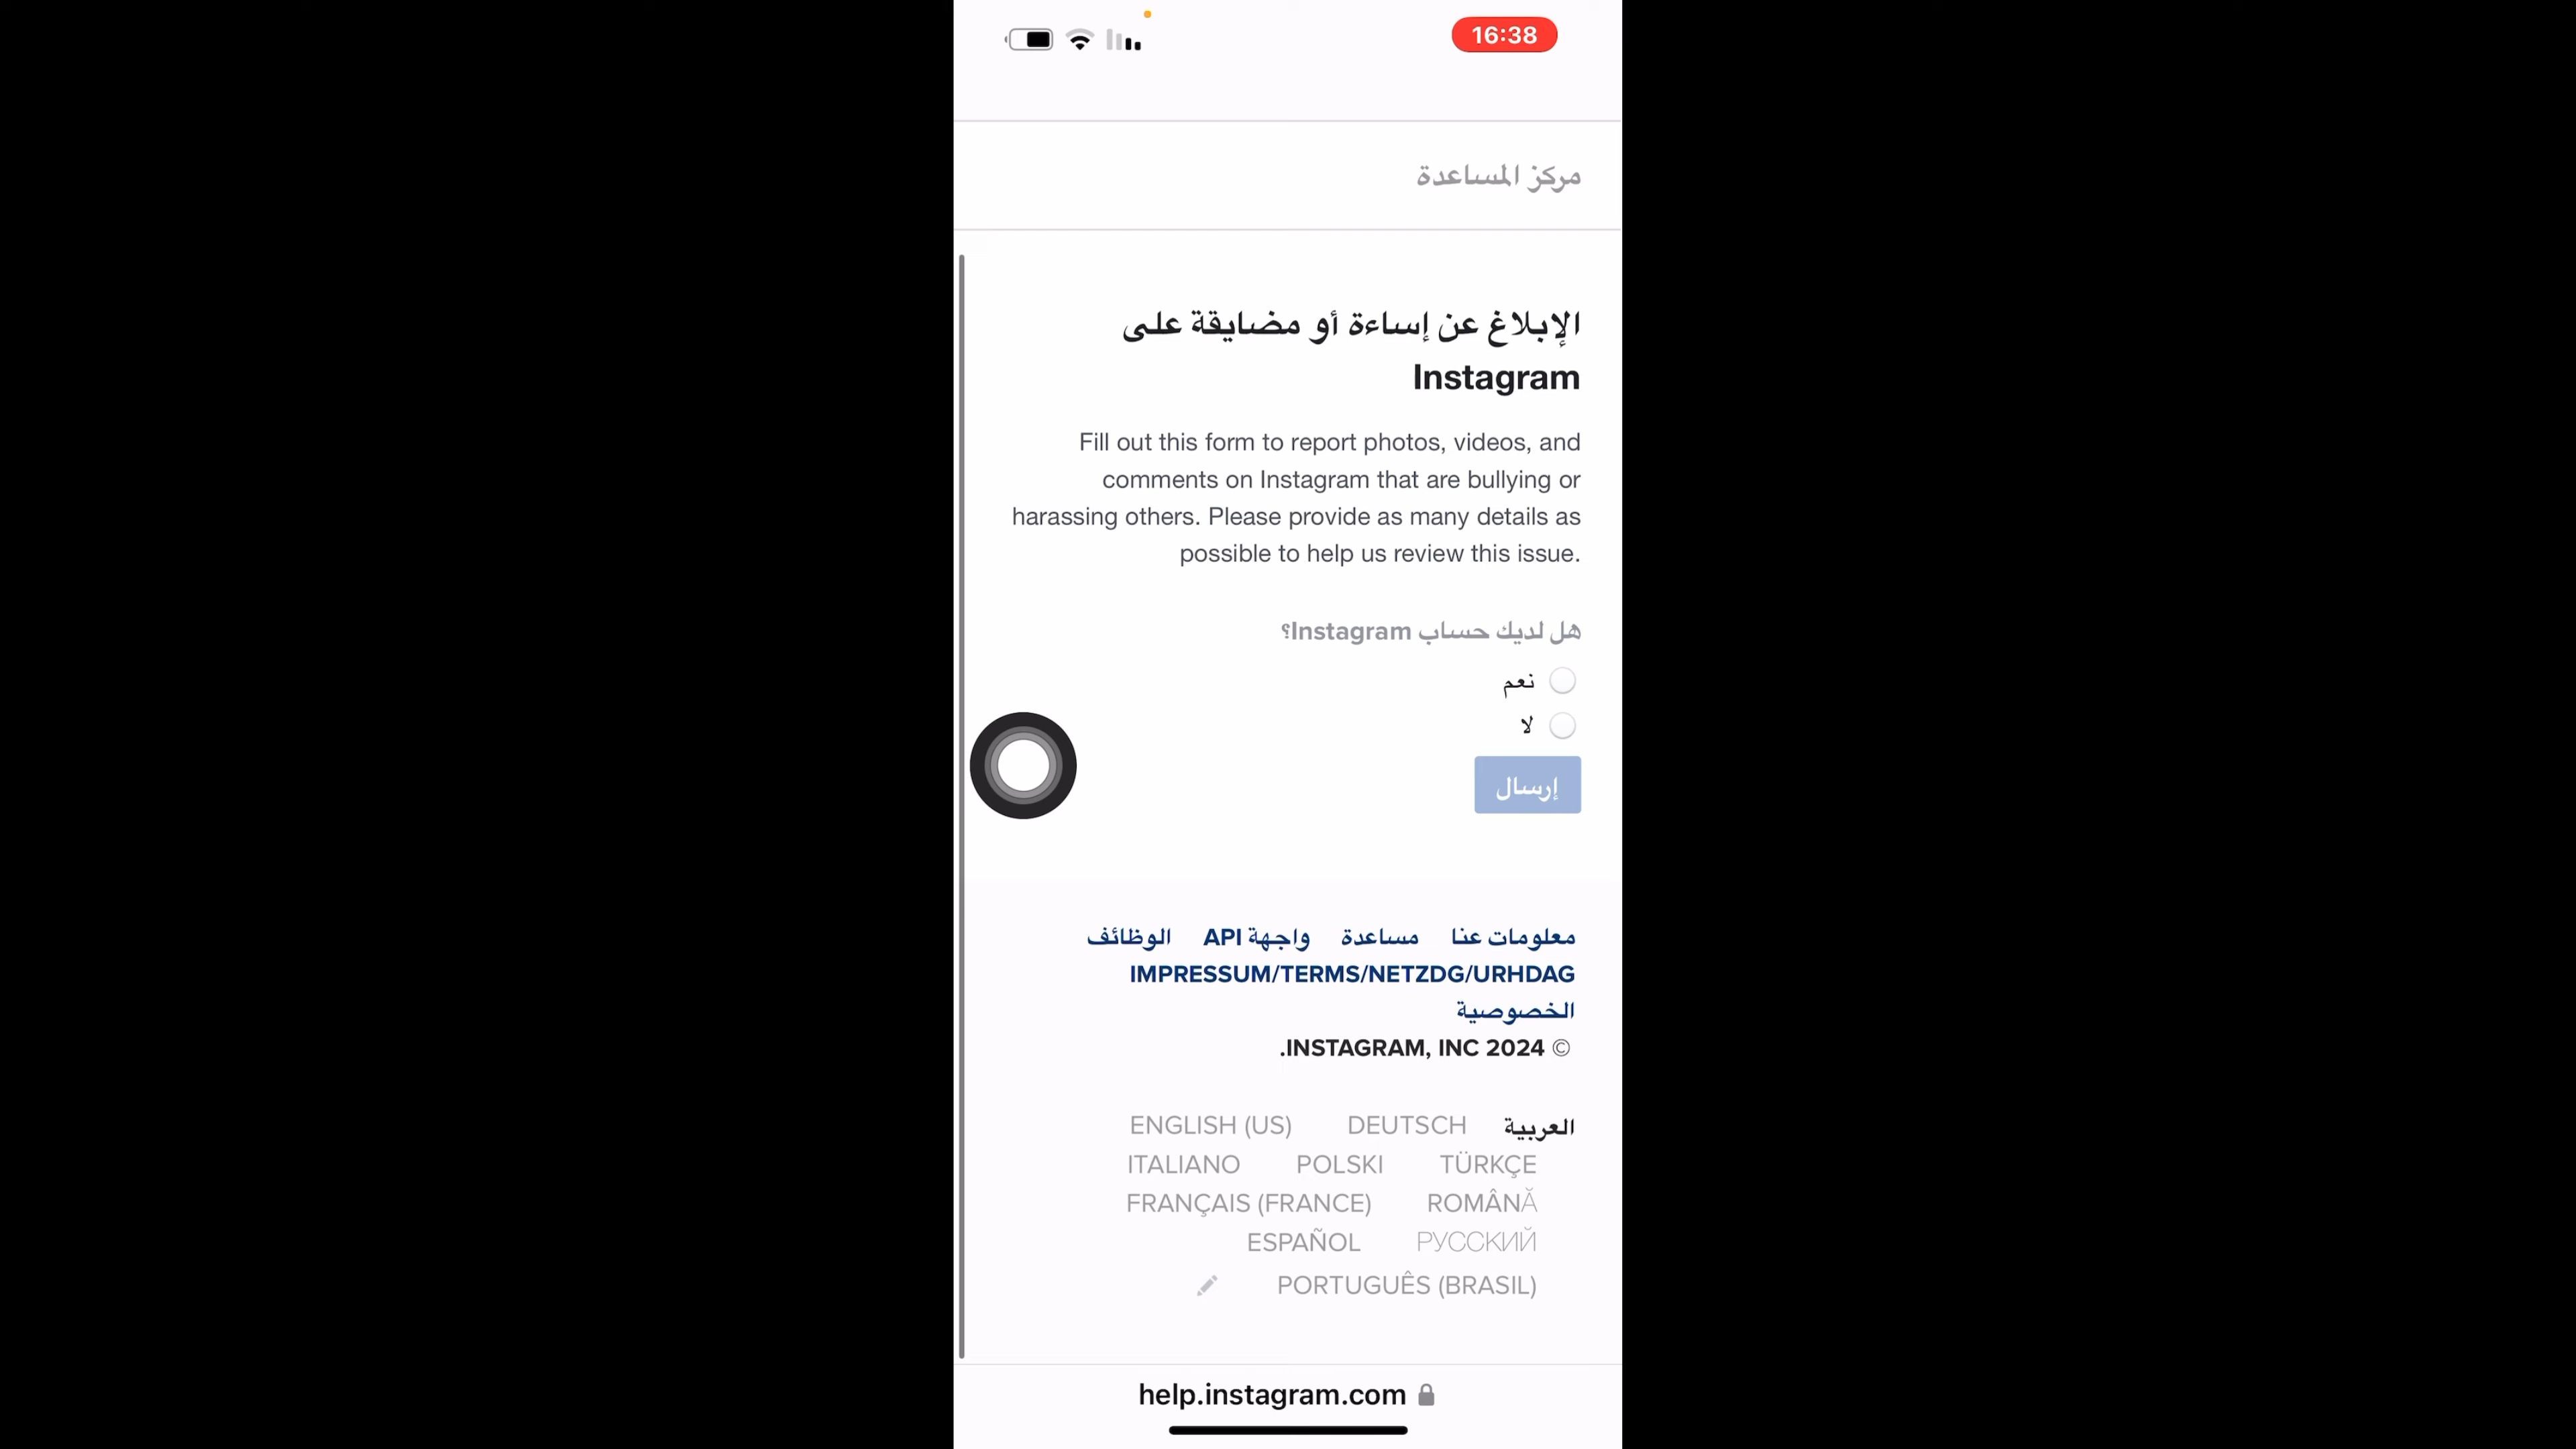 16:38
مركز المساعدة
الإبلاغ عن إساءة أو مضايقة على
Instagram
Fill out this form to report photos, videos, and
comments on Instagram that are bullying or
harassing others. Please provide as many details as
possible to help us review this issue.
هل لديك حساب Instagram؟
نعم
لا
إرسال
معلومات عنا مساعدة واجهة API الوظائف
IMPRESSUM/TERMS/NETZDG/URHDAG
الخصوصية
© 2024 INSTAGRAM, INC.
العربية DEUTSCH ENGLISH (US)
TÜRKÇE POLSKI ITALIANO
ROMÂNĂ FRANÇAIS (FRANCE)
РУССКИЙ ESPAÑOL
PORTUGUÊS (BRASIL)
help.instagram.com